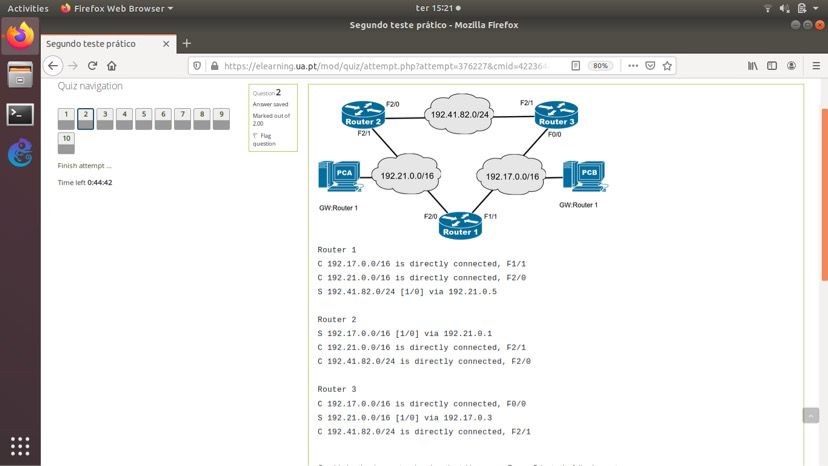 Activities
Firefox Web Browser
ter 15:21
Segundo teste prático - Mozilla Firefox
Segundo teste prático
https://elearning.ua.pt/mod/quiz/attempt.php?attempt=376227&cmid=42236
80%
Quiz navigation
1 2 3 4 5 6 7 8 9
10
Finish attempt ...
Time left 0:44:42
Question 2
Answer saved
Marked out of
2.00
Flag
question
F2/0
192.41.82.0/24
F2/1
Router 2
Router 3
F2/1
F0/0
PCA
192.21.0.0/16
192.17.0.0/16
PCB
GW:Router 1
GW:Router 1
F2/0
F1/1
Router 1
Router 1
C 192.17.0.0/16 is directly connected, F1/1
C 192.21.0.0/16 is directly connected, F2/0
S 192.41.82.0/24 [1/0] via 192.21.0.5
Router 2
S 192.17.0.0/16 [1/0] via 192.21.0.1
C 192.21.0.0/16 is directly connected, F2/1
C 192.41.82.0/24 is directly connected, F2/0
Router 3
C 192.17.0.0/16 is directly connected, F0/0
S 192.21.0.0/16 [1/0] via 192.17.0.3
C 192.41.82.0/24 is directly connected, F2/1